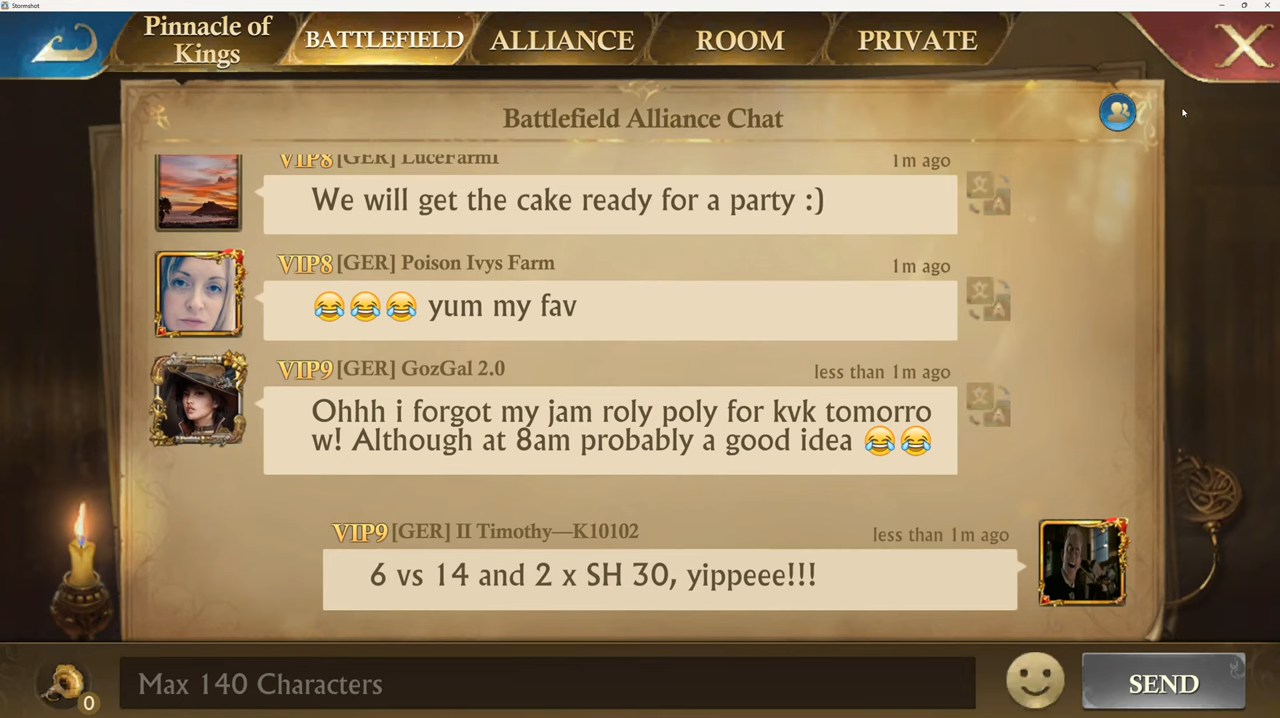 Stormshot
Pinnacle of
Kings
BATTLEFIELD
ALLIANCE
ROOM
PRIVATE
Battlefield Alliance Chat
VIP8 [GER] LuceFarm1
1m ago
We will get the cake ready for a party :)
VIP8 [GER] Poison Ivys Farm
1m ago
😂😂😂 yum my fav
VIP9 [GER] GozGal 2.0
less than 1m ago
Ohhh i forgot my jam roly poly for kvk tomorro
w! Although at 8am probably a good idea 😂😂
VIP9 [GER] II Timothy—K10102
less than 1m ago
6 vs 14 and 2 x SH 30, yippeee!!!
0
Max 140 Characters
SEND